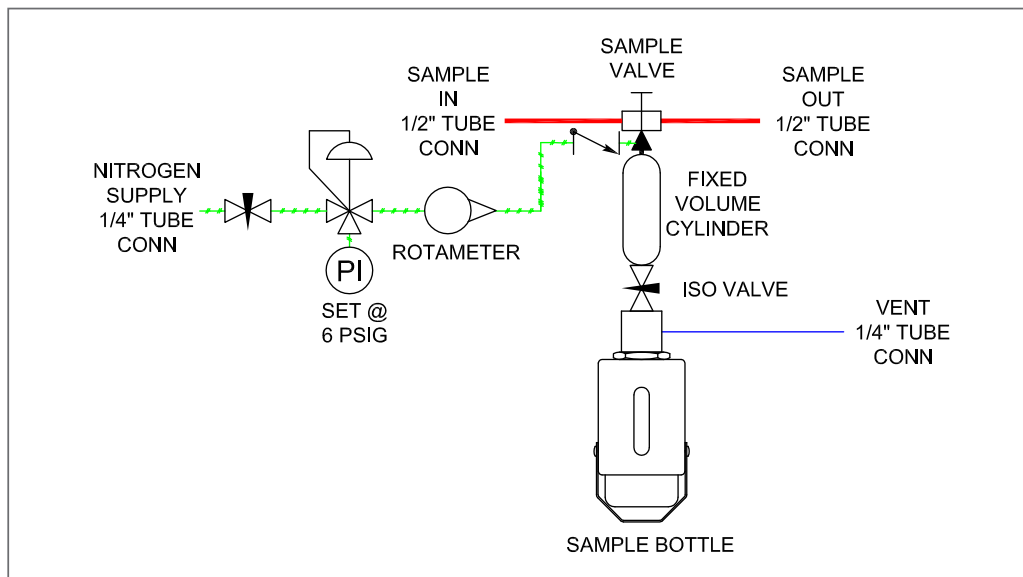 SAMPLE
VALVE
SAMPLE
IN
1/2" TUBE
CONN
SAMPLE
OUT
1/2" TUBE
CONN
NITROGEN
SUPPLY
1/4" TUBE
CONN
FIXED
VOLUME
CYLINDER
ROTAMETER
PI
SET @
6 PSIG
ISO VALVE
VENT
1/4" TUBE
CONN
SAMPLE BOTTLE